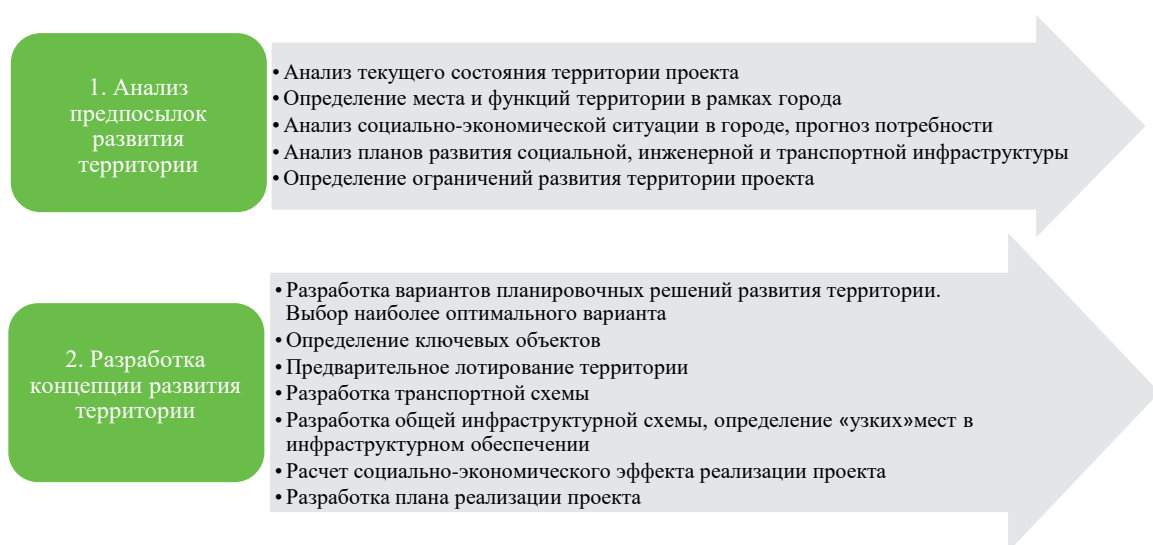 1. Анализ
предпосылок
развития
территории
• Анализ текущего состояния территории проекта
• Определение места и функций территории в рамках города
• Анализ социально-экономической ситуации в городе, прогноз потребности
• Анализ планов развития социальной, инженерной и транспортной инфраструктуры
• Определение ограничений развития территории проекта
2. Разработка
концепции развития
территории
• Разработка вариантов планировочных решений развития территории.
Выбор наиболее оптимального варианта
• Определение ключевых объектов
• Предварительное лотирование территории
• Разработка транспортной схемы
• Разработка общей инфраструктурной схемы, определение «узких»мест в
инфраструктурном обеспечении
• Расчет социально-экономического эффекта реализации проекта
• Разработка плана реализации проекта